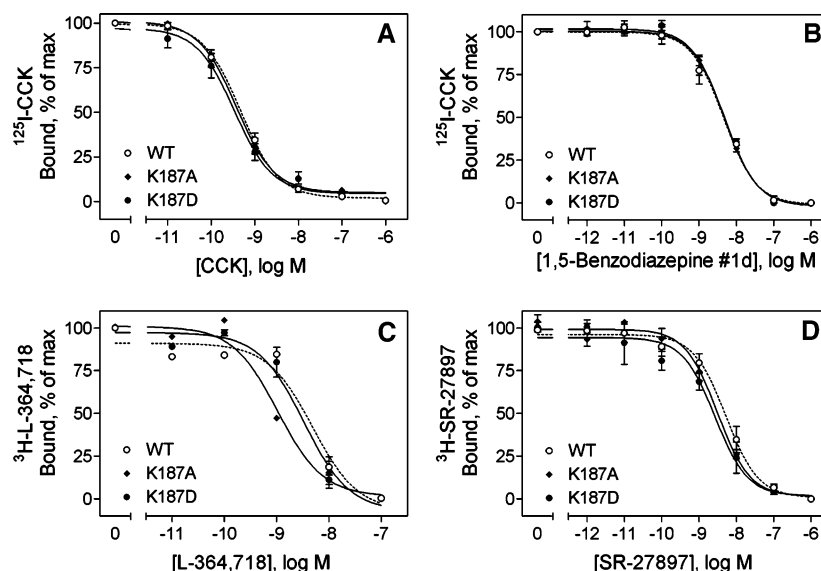 A
¹²⁵I-CCK
Bound, % of max
100
75
50
25
0
WT
K187A
K187D
0 -11 -10 -9 -8 -7 -6
[CCK], log M
B
¹²⁵I-CCK
Bound, % of max
100
75
50
25
0
WT
K187A
K187D
0 -12 -11 -10 -9 -8 -7 -6
[1,5-Benzodiazepine #1d], log M
C
³H-L-364,718
Bound, % of max
100
75
50
25
0
WT
K187A
K187D
0 -11 -10 -9 -8 -7
[L-364,718], log M
D
³H-SR-27897
Bound, % of max
100
75
50
25
0
WT
K187A
K187D
0 -12 -11 -10 -9 -8 -7 -6
[SR-27897], log M